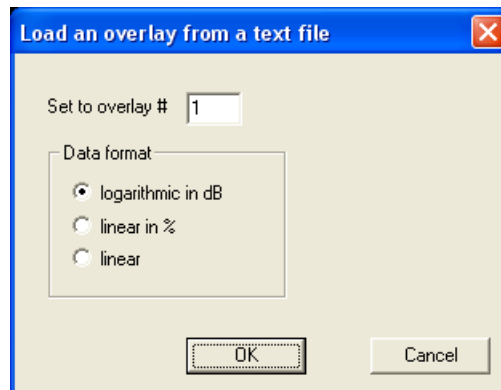 Load an overlay from a text file
Set to overlay # 1
Data format
logarithmic in dB
linear in %
linear
OK Cancel